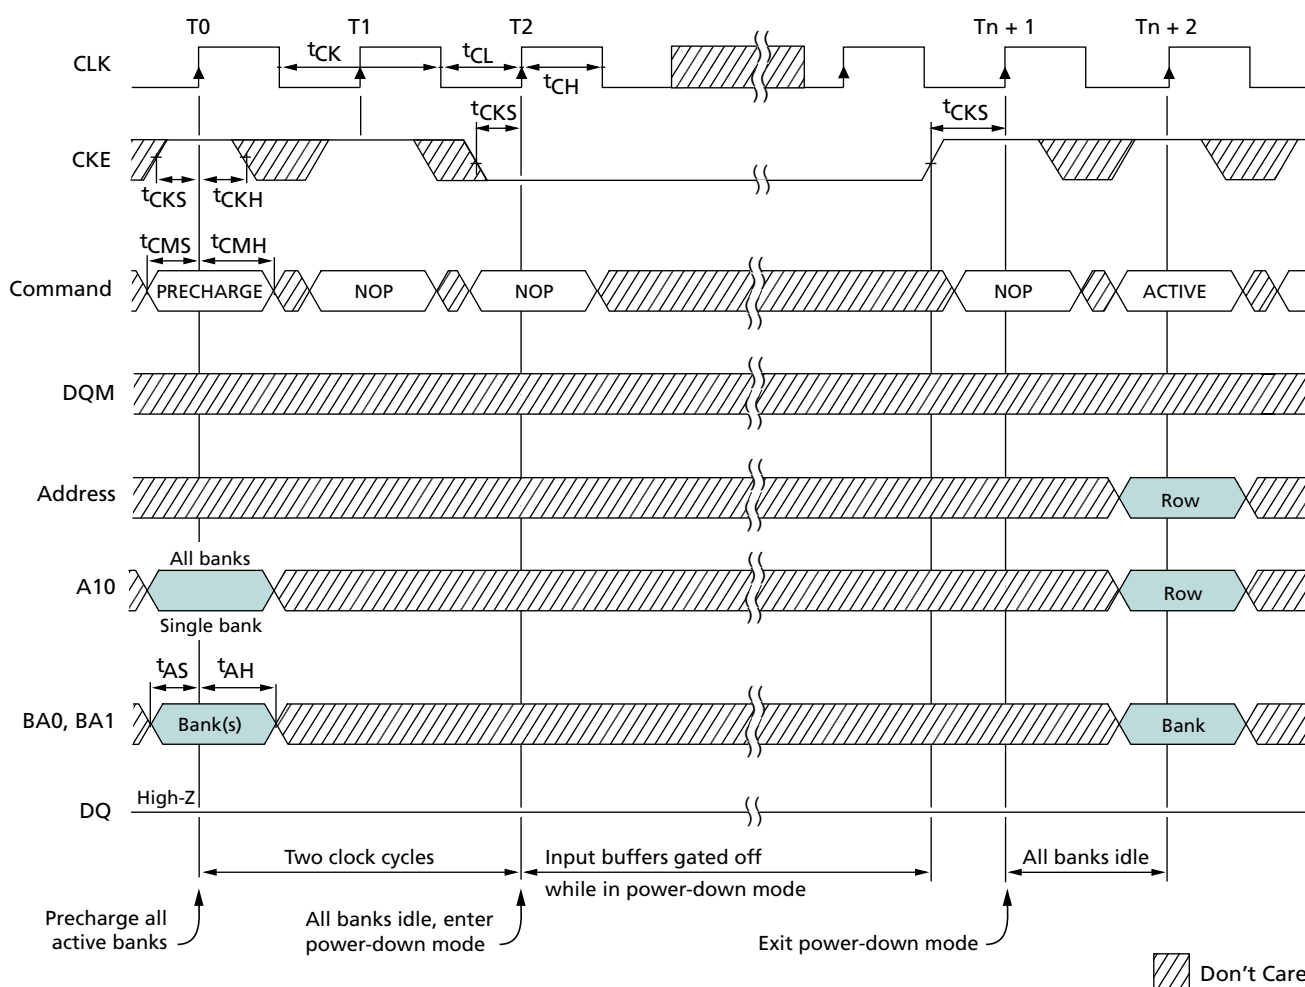 T0 T1 T2 Tn + 1 Tn + 2
CLK tCK tCL tCH
tCKS tCKS
CKE
tCKS tCKH
tCMS tCMH
Command PRECHARGE NOP NOP NOP ACTIVE
DQM
Address Row
All banks
A10 Row
Single bank
tAS tAH
BA0, BA1 Bank(s) Bank
High-Z
DQ
Two clock cycles Input buffers gated off All banks idle
while in power-down mode
Precharge all All banks idle, enter
active banks power-down mode Exit power-down mode
Don't Care